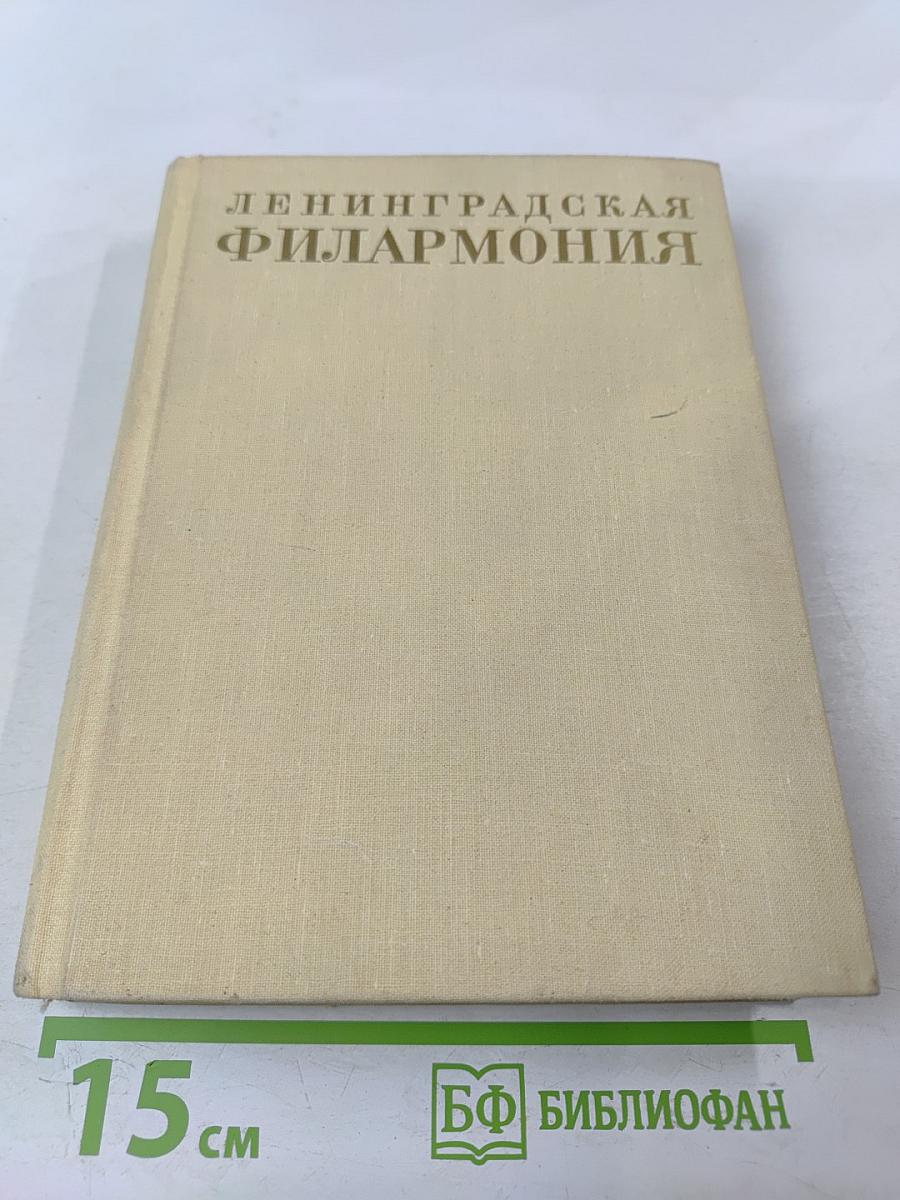 ЛЕНИНГРАДСКАЯ
ФИЛАРМОНИЯ
15 см
БФ БИБЛИОФАН